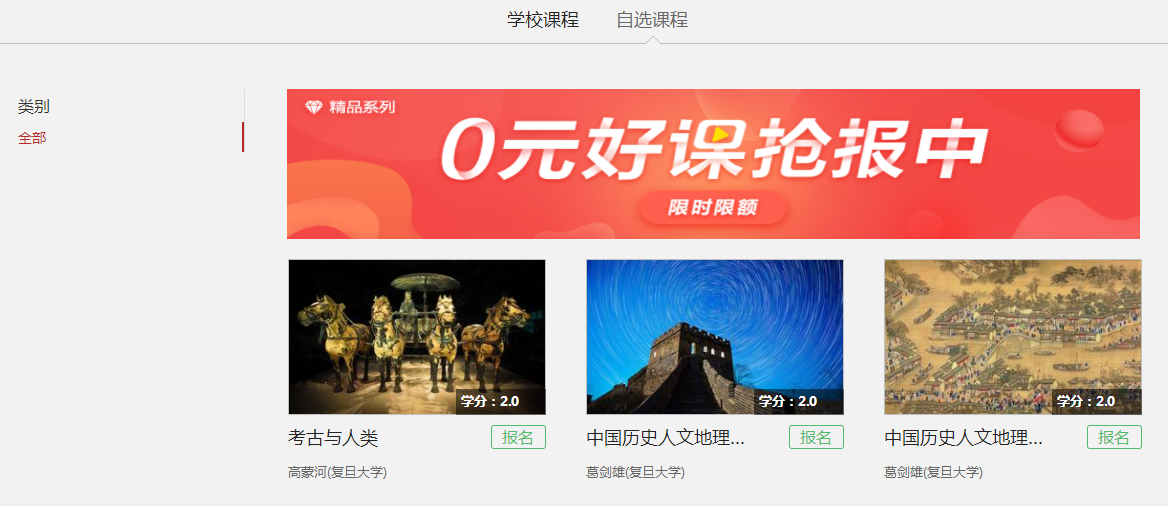 学校课程 自选课程
类别
全部
精品系列
0元好课抢报中
限时限额
学分：2.0
学分：2.0
学分：2.0
考古与人类 报名
中国历史人文地理... 报名
中国历史人文地理... 报名
高蒙河(复旦大学)
葛剑雄(复旦大学)
葛剑雄(复旦大学)